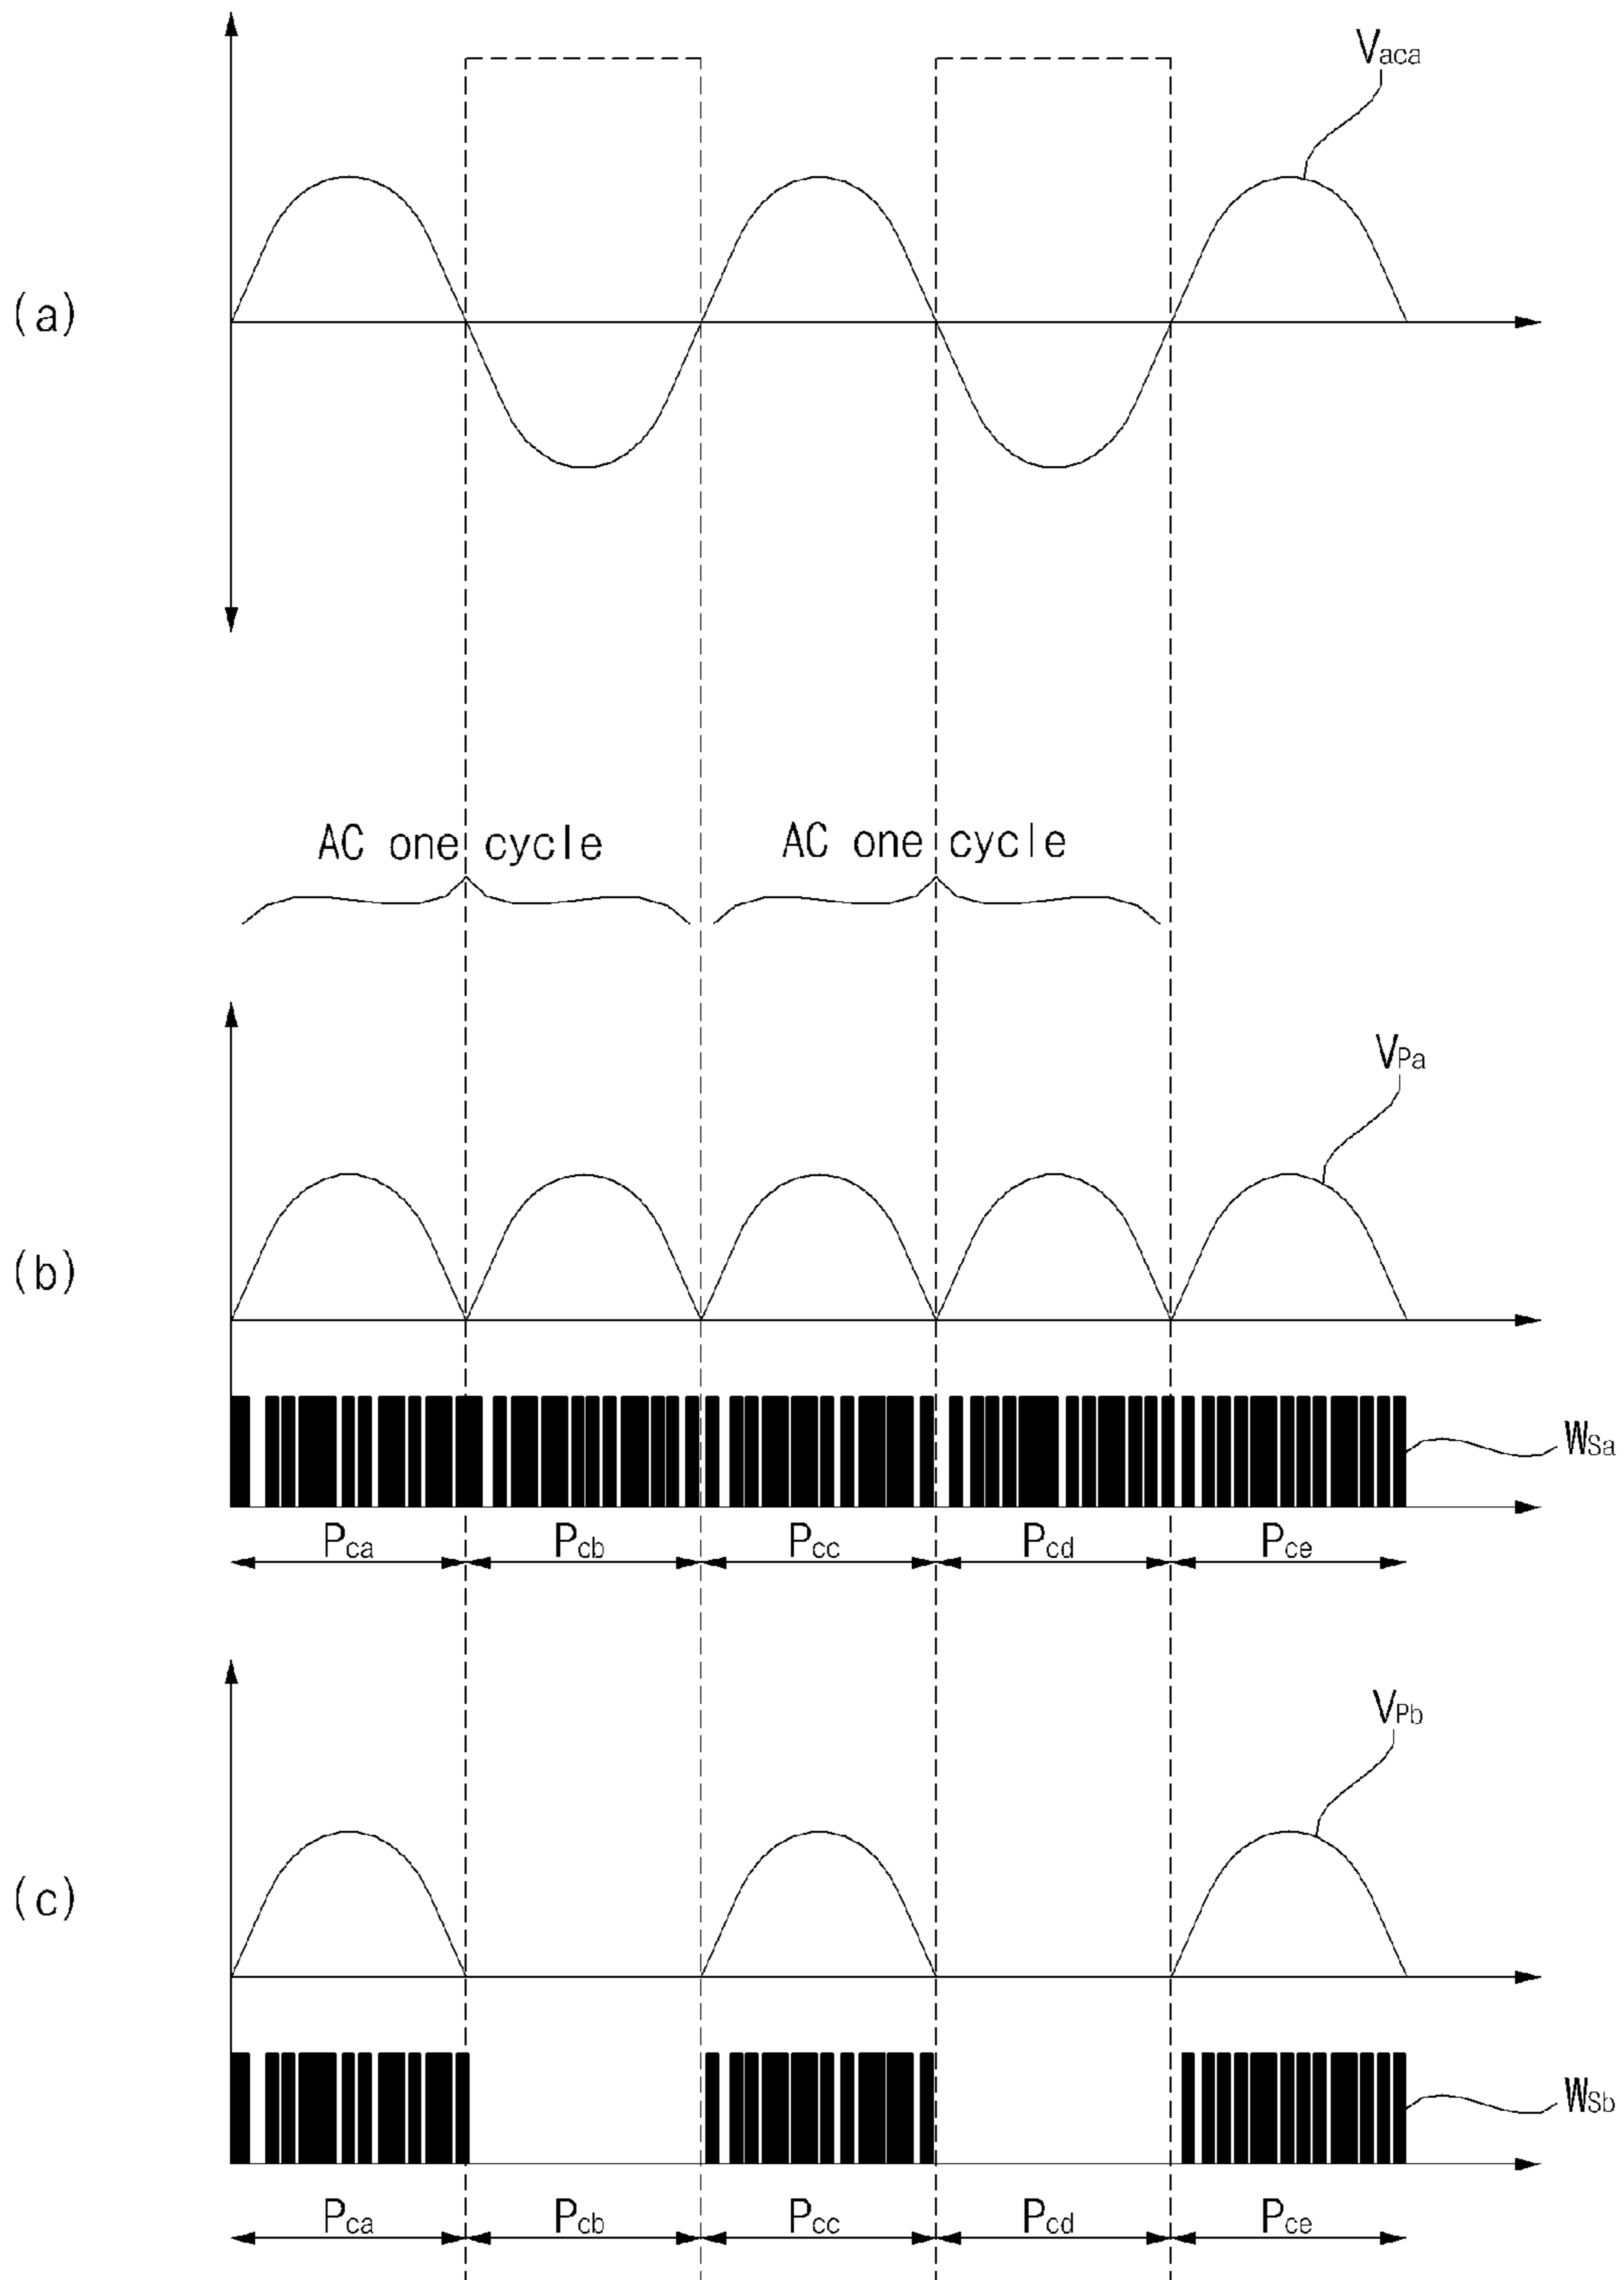 Vaca
(a)
AC one cycle AC one cycle
VPa
(b)
WSa
Pca Pcb Pcc Pcd Pce
VPb
(c)
WSb
Pca Pcb Pcc Pcd Pce